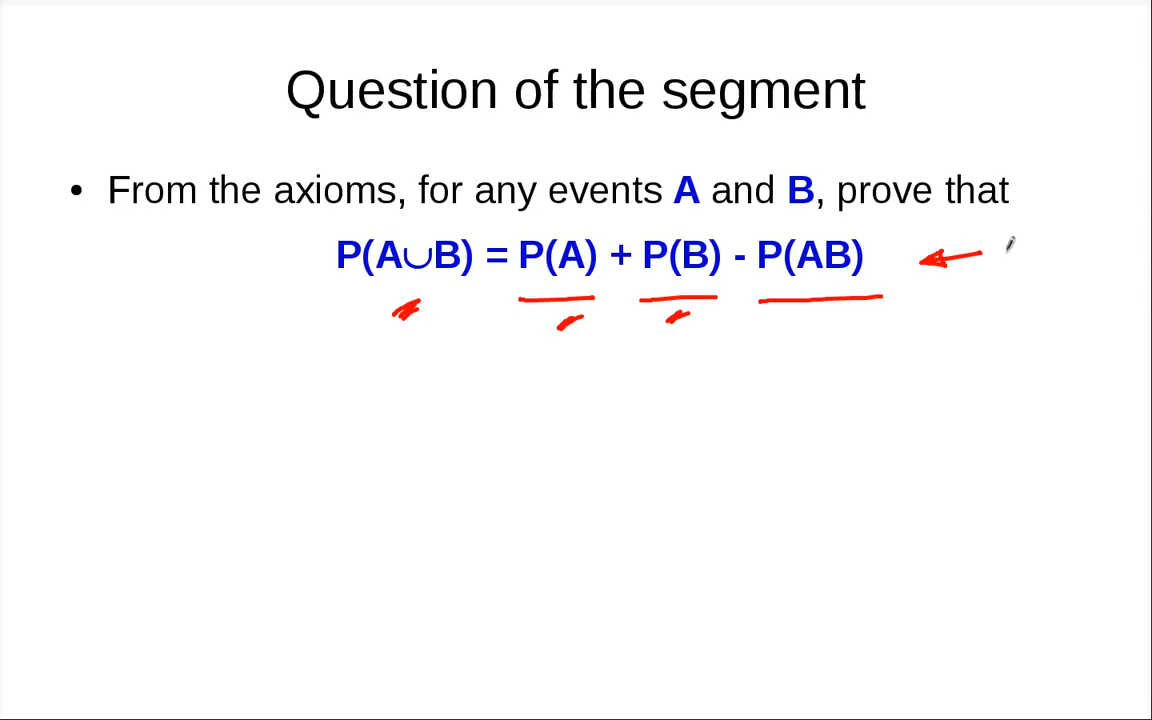 Question of the segment
• From the axioms, for any events A and B, prove that
P(A∪B) = P(A) + P(B) - P(AB)